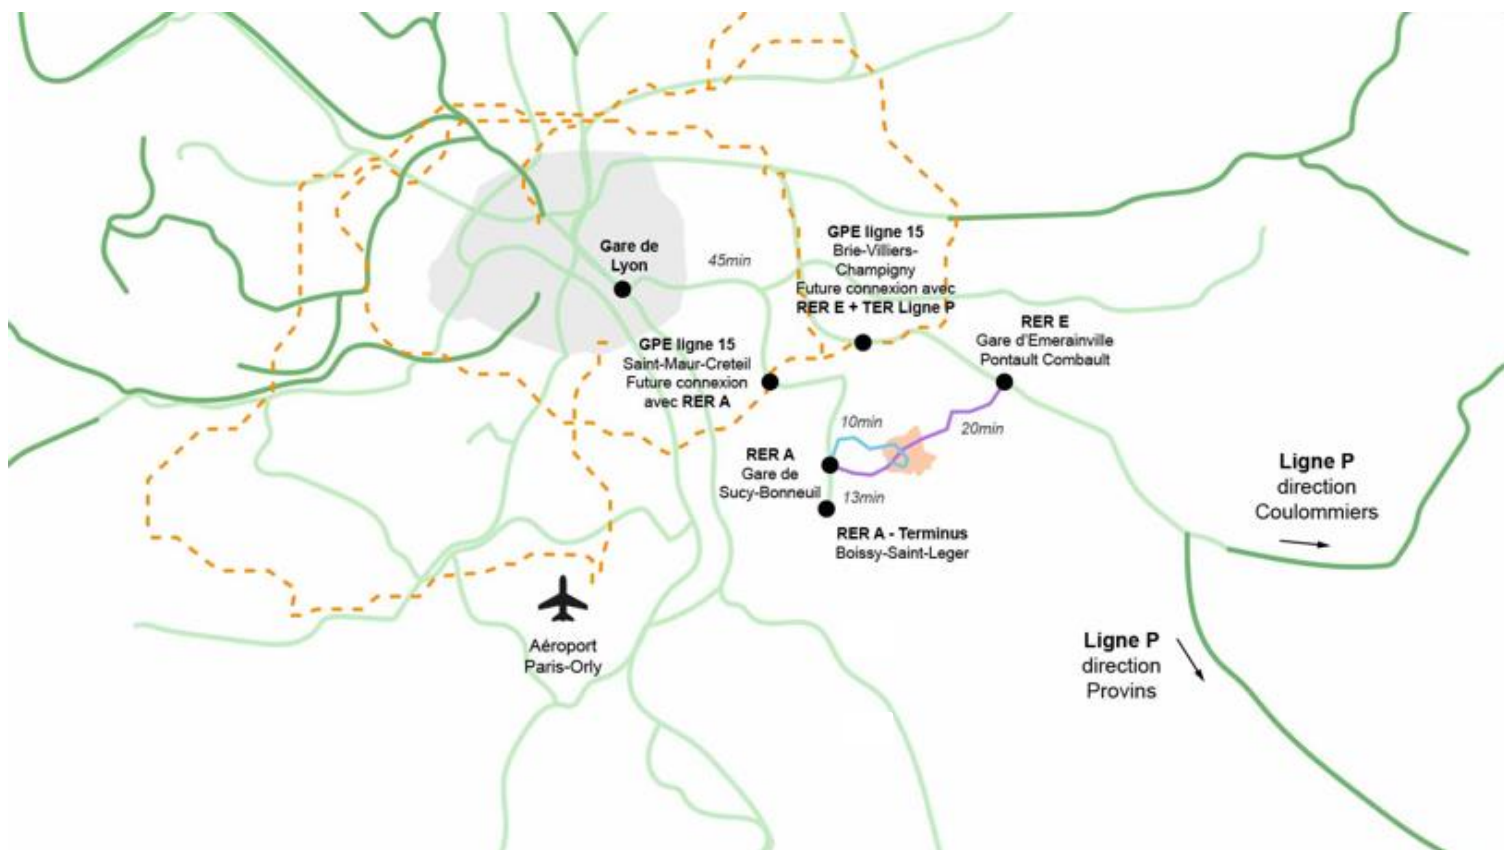 Gare de
Lyon
45min
GPE ligne 15
Brie-Villiers-
Champigny
Future connexion avec
RER E + TER Ligne P
RER E
Gare d'Emerainville
Pontault Combault
GPE ligne 15
Saint-Maur-Creteil
Future connexion
avec RER A
10min
20min
RER A
Gare de
Sucy-Bonneuil
13min
RER A - Terminus
Boissy-Saint-Leger
Ligne P
direction
Coulommiers
Aéroport
Paris-Orly
Ligne P
direction
Provins